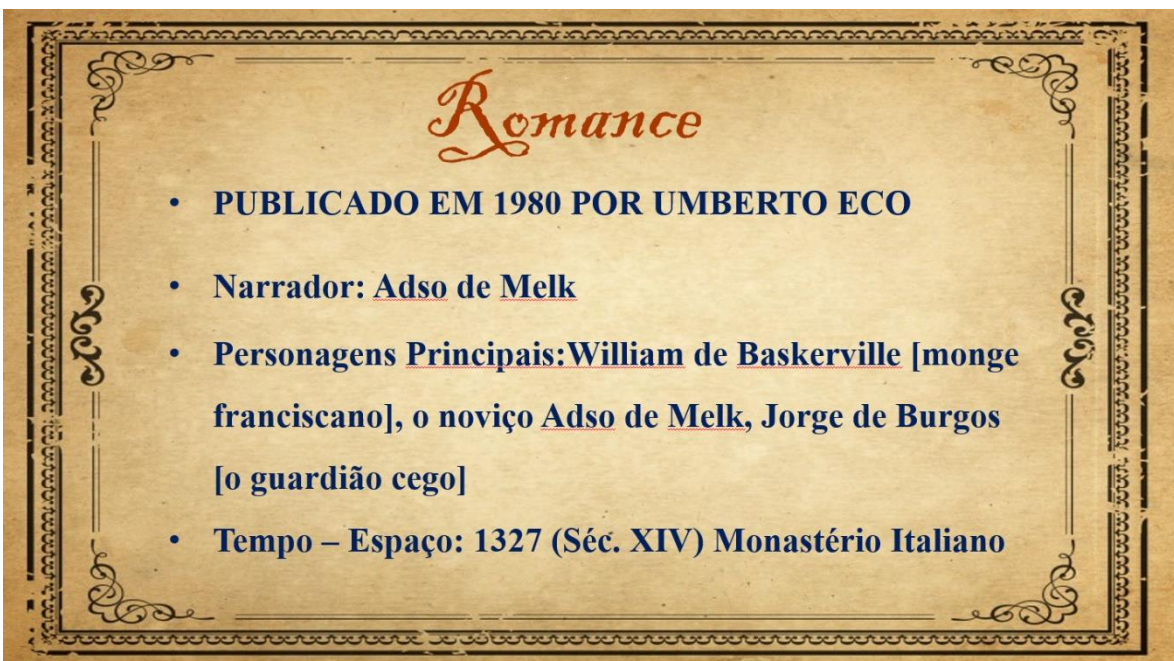 Romance
• PUBLICADO EM 1980 POR UMBERTO ECO
• Narrador: Adso de Melk
• Personagens Principais:William de Baskerville [monge
franciscano], o noviço Adso de Melk, Jorge de Burgos
[o guardião cego]
• Tempo – Espaço: 1327 (Séc. XIV) Monastério Italiano